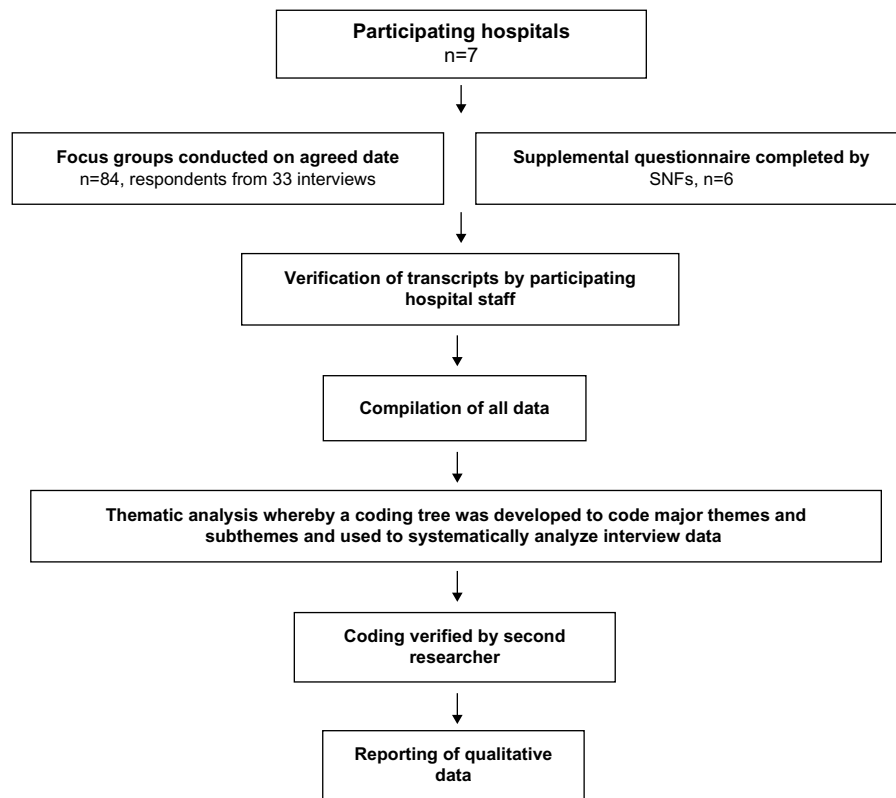 Participating hospitals
n=7
Focus groups conducted on agreed date
n=84, respondents from 33 interviews
Supplemental questionnaire completed by
SNFs, n=6
Verification of transcripts by participating
hospital staff
Compilation of all data
Thematic analysis whereby a coding tree was developed to code major themes and
subthemes and used to systematically analyze interview data
Coding verified by second
researcher
Reporting of qualitative
data